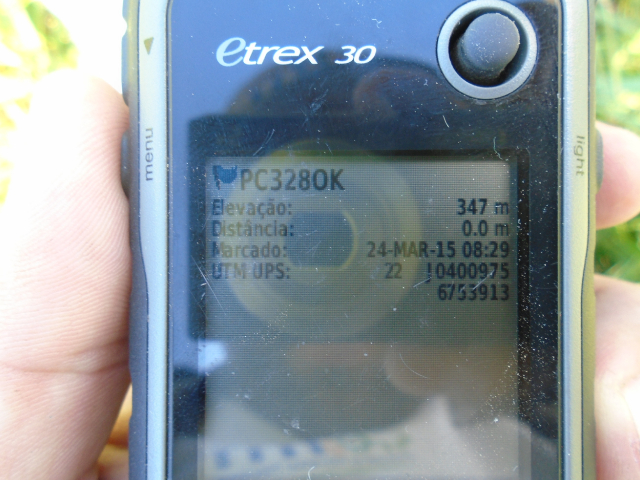 etrex 30
menu
light
PC328OK
Elevação: 347 m
Distância: 0.0 m
Marcado: 24-MAR-15 08:29
UTM UPS: 22 J0400975
6753913